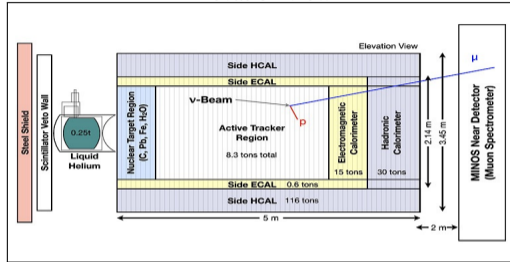 Elevation View
Side HCAL
Side ECAL
ν-Beam
μ
p
Steel Shield
Scintillator Veto Wall
0.25t
Liquid
Helium
Nuclear Target Region
(C, Pb, Fe, H₂O)
Active Tracker
Region
8.3 tons total
Electromagnetic
Calorimeter
15 tons
Hadronic
Calorimeter
30 tons
Side ECAL 0.6 tons
Side HCAL 116 tons
5 m
2 m
2.14 m
3.45 m
MINOS Near Detector
(Muon Spectrometer)